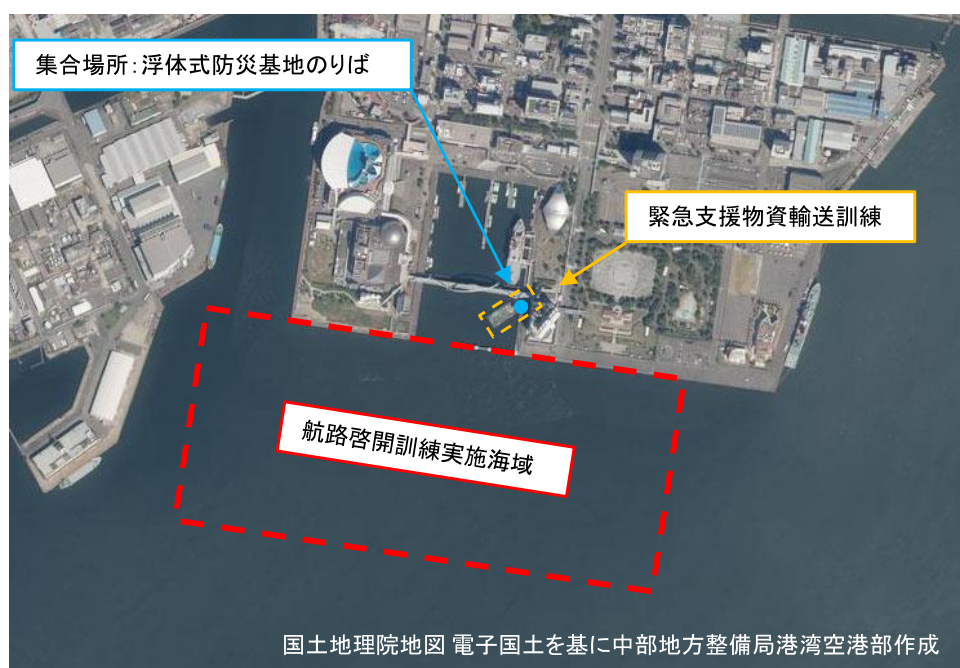 集合場所：浮体式防災基地のりば
緊急支援物資輸送訓練
航路啓開訓練実施海域
国土地理院地図 電子国土を基に中部地方整備局港湾空港部作成